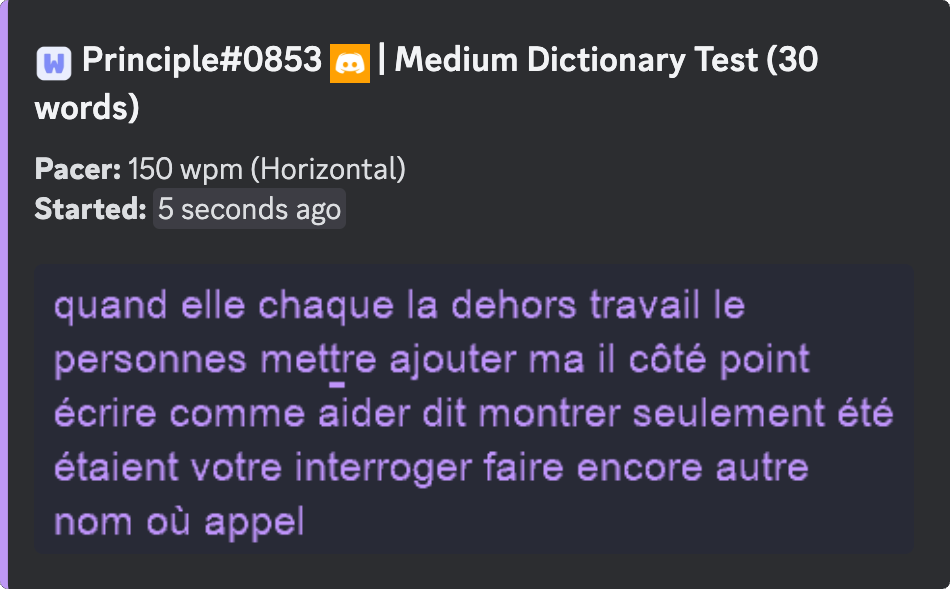 W Principle#0853 | Medium Dictionary Test (30
words)
Pacer: 150 wpm (Horizontal)
Started: 5 seconds ago
quand elle chaque la dehors travail le
personnes mettre ajouter ma il côté point
écrire comme aider dit montrer seulement été
étaient votre interroger faire encore autre
nom où appel